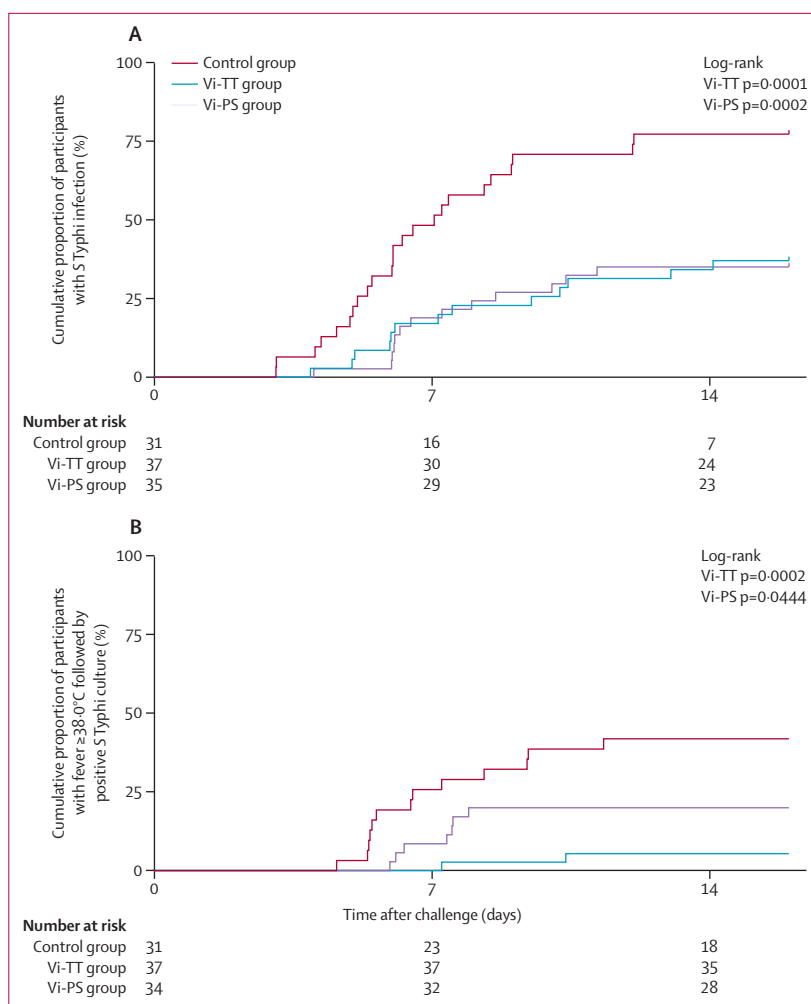 A
Control group
Vi-TT group
Vi-PS group
Log-rank
Vi-TT p=0·0001
Vi-PS p=0·0002
Cumulative proportion of participants
with S Typhi infection (%)
100
75
50
25
0
0 7 14
Number at risk
Control group 31 16 7
Vi-TT group 37 30 24
Vi-PS group 35 29 23
B
Log-rank
Vi-TT p=0·0002
Vi-PS p=0·0444
Cumulative proportion of participants
with fever ≥38·0°C followed by
positive S Typhi culture (%)
100
75
50
25
0
0 7 14
Time after challenge (days)
Number at risk
Control group 31 23 18
Vi-TT group 37 37 35
Vi-PS group 34 32 28